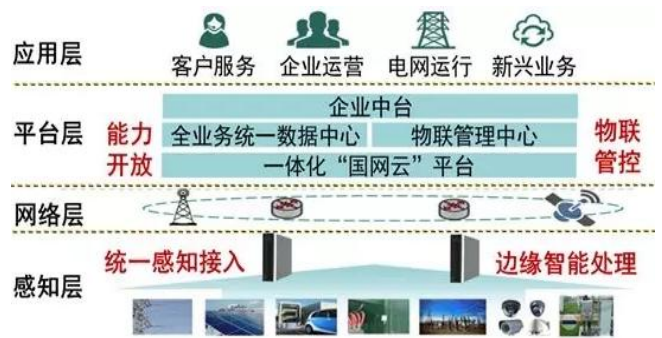 应用层
客户服务 企业运营 电网运行 新兴业务
企业中台
平台层 能力 全业务统一数据中心 物联管理中心 物联
开放 一体化“国网云”平台 管控
网络层
统一感知接入 边缘智能处理
感知层